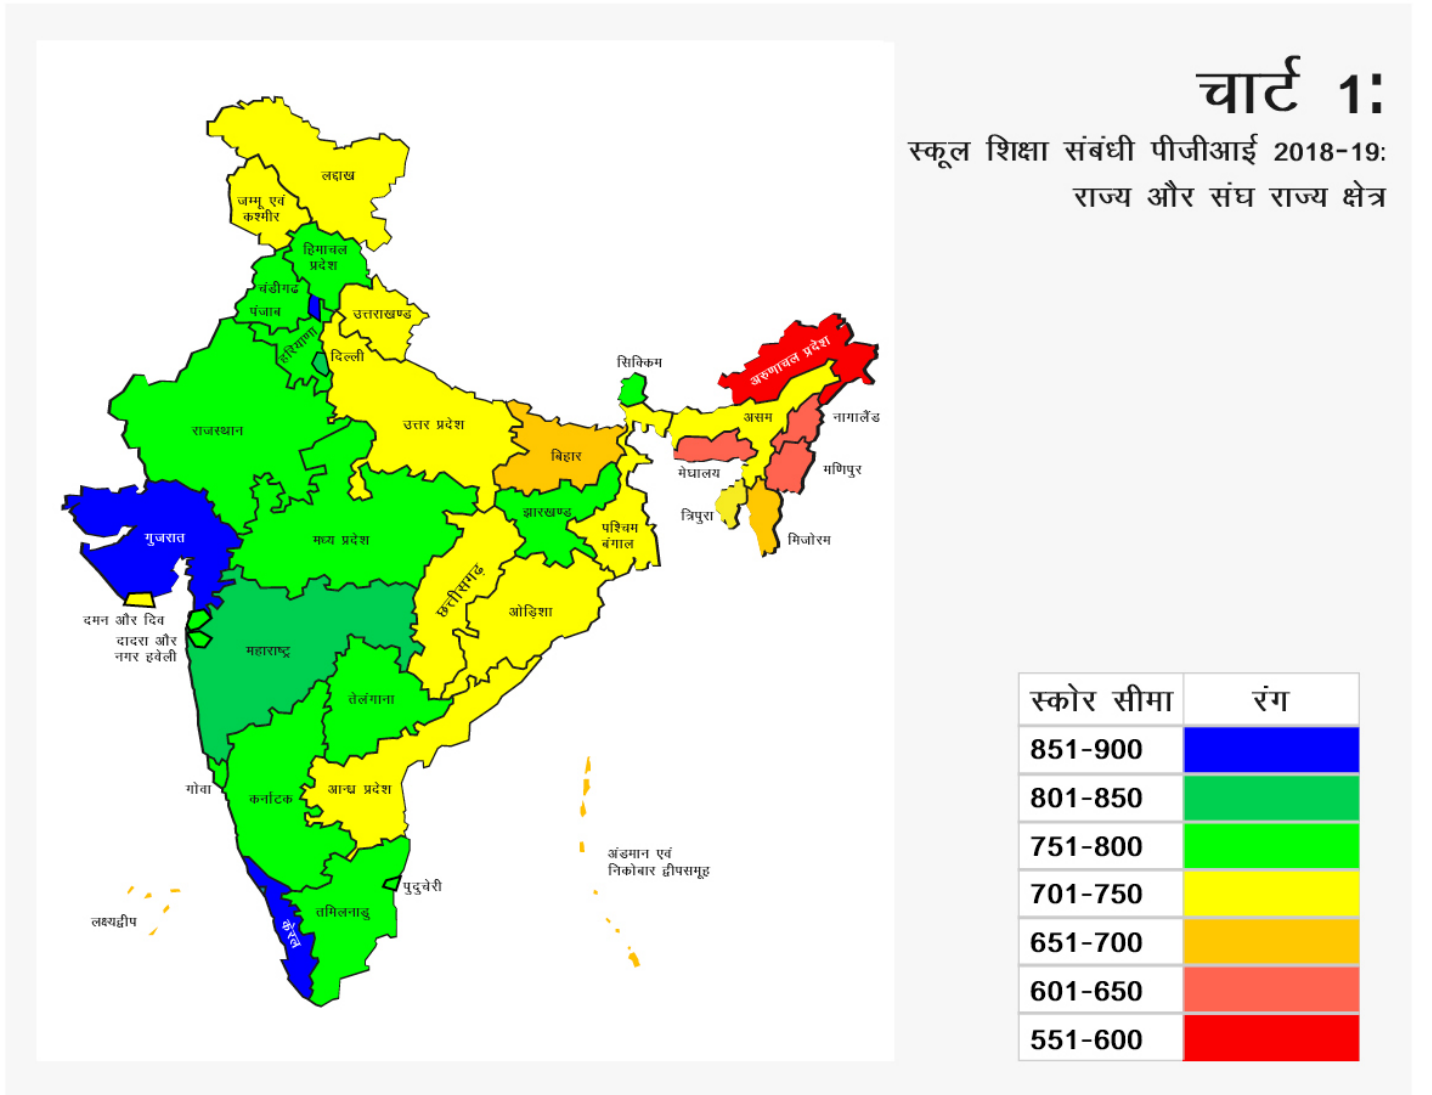 चार्ट 1:
स्कूल शिक्षा संबंधी पीजीआई 2018-19:
राज्य और संघ राज्य क्षेत्र
लद्दाख
जम्मू एवं
कश्मीर
हिमाचल
प्रदेश
चंडीगढ
पंजाब
उत्तराखण्ड
हरियाणा
दिल्ली
सिक्किम
अरुणाचल प्रदेश
राजस्थान
उत्तर प्रदेश
असम
नागालैंड
बिहार
मेघालय
मणिपुर
झारखण्ड
त्रिपुरा
पश्चिम
बंगाल
मिजोरम
गुजरात
मध्य प्रदेश
छत्तीसगढ़
ओड़िशा
दमन और दिव
दादरा और
नगर हवेली
महाराष्ट्र
तेलंगाना
गोवा
कर्नाटक
आन्ध्र प्रदेश
अंडमान एवं
निकोबार द्वीपसमूह
पुदुचेरी
लक्ष्यद्वीप
तमिलनाडु
केरल
स्कोर सीमा रंग
851-900
801-850
751-800
701-750
651-700
601-650
551-600